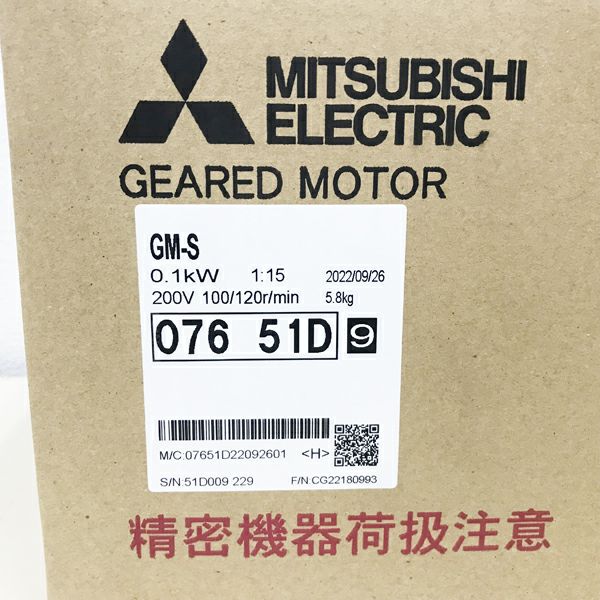 MITSUBISHI
ELECTRIC
GEARED MOTOR
GM-S
0.1kW 1:15 2022/09/26
200V 100/120r/min 5.8kg
076 51D 9
M/C:07651D22092601 <H>
S/N:51D009 229 F/N:CG22180993
精密機器荷扱注意